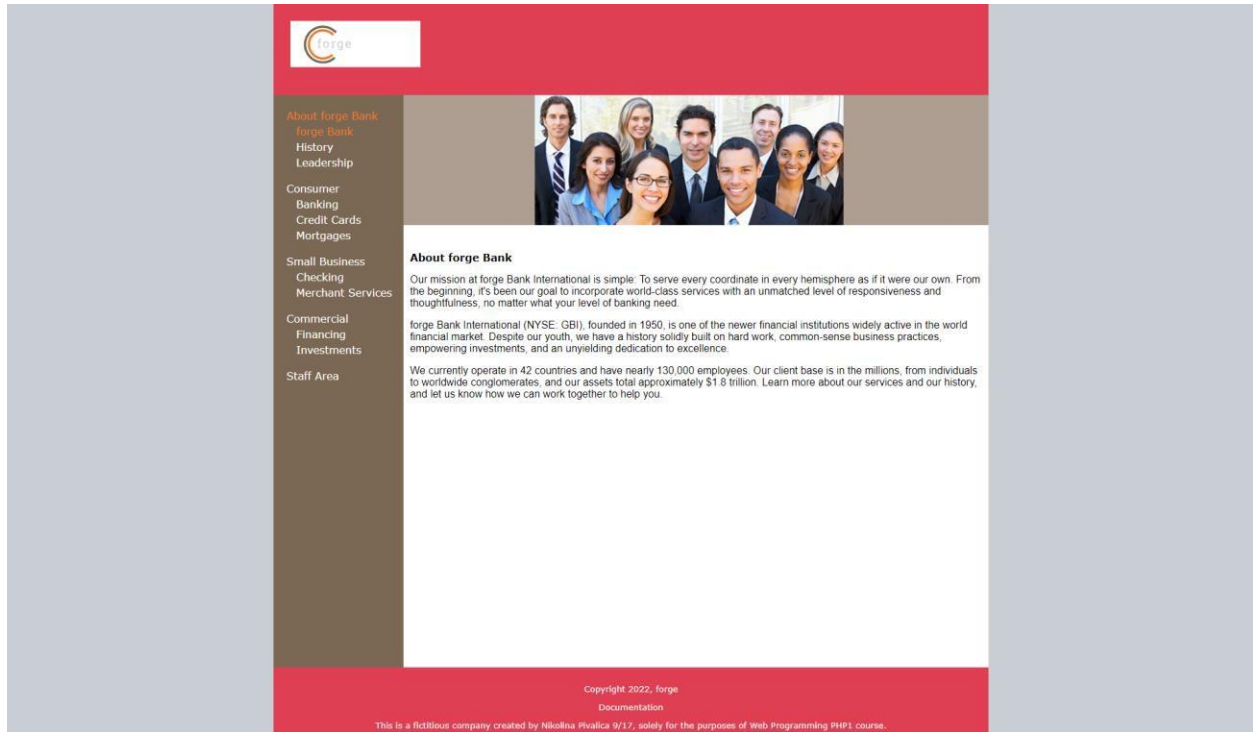 forge
About forge Bank
forge Bank
History
Leadership
Consumer
Banking
Credit Cards
Mortgages
Small Business
Checking
Merchant Services
Commercial
Financing
Investments
Staff Area
About forge Bank
Our mission at forge Bank International is simple: To serve every coordinate in every hemisphere as if it were our own. From
the beginning, it's been our goal to incorporate world-class services with an unmatched level of responsiveness and
thoughtfulness, no matter what your level of banking need.
forge Bank International (NYSE: GBI), founded in 1950, is one of the newer financial institutions widely active in the world
financial market. Despite our youth, we have a history solidly built on hard work, common-sense business practices,
empowering investments, and an unyielding dedication to excellence.
We currently operate in 42 countries and have nearly 130,000 employees. Our client base is in the millions, from individuals
to worldwide conglomerates, and our assets total approximately $1.8 trillion. Learn more about our services and our history,
and let us know how we can work together to help you.
Copyright 2022, forge
Documentation
This is a fictitious company created by Nikolina Pivalica 9/17, solely for the purposes of Web Programming PHP1 course.